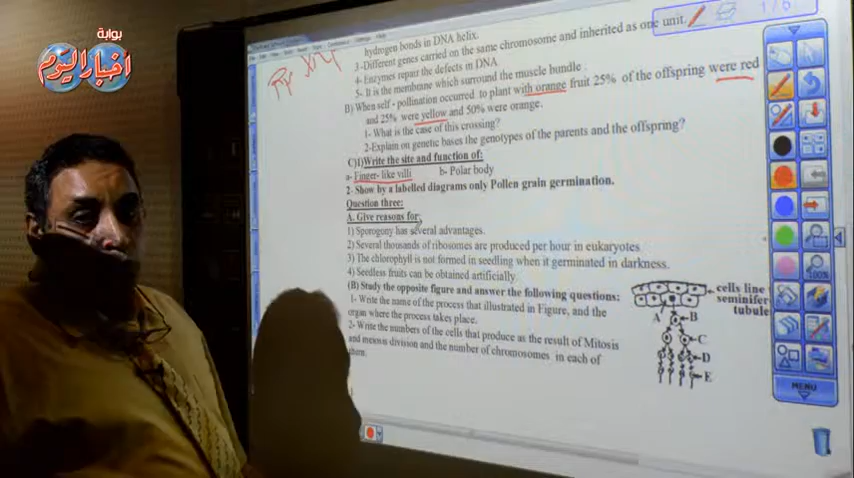 بوابة
اخبار اليوم
1/6
hydrogen bonds in DNA helix.
3-Different genes carried on the same chromosome and inherited as one unit.
4- Enzymes repair the defects in DNA
5- It is the membrane which surround the muscle bundle .
B) When self - pollination occurred to plant with orange fruit 25% of the offspring were red
and 25% were yellow and 50% were orange.
1- What is the case of this crossing?
2-Explain on genetic bases the genotypes of the parents and the offspring?
C)1)Write the site and function of:
a- Finger- like villi b- Polar body
2- Show by a labelled diagrams only Pollen grain germination.
Question three:
A. Give reasons for:
1) Sporogony has several advantages.
2) Several thousands of ribosomes are produced per hour in eukaryotes
3) The chlorophyll is not formed in seedling when it germinated in darkness.
4) Seedless fruits can be obtained artificially
(B) Study the opposite figure and answer the following questions:
1- Write the name of the process that illustrated in Figure, and the
organ where the process takes place.
2- Write the numbers of the cells that produce as the result of Mitosis
and meiosis division and the number of chromosomes in each of
them.
cells line
seminifer
tubule
A
B
C
D
E
100%
MENU